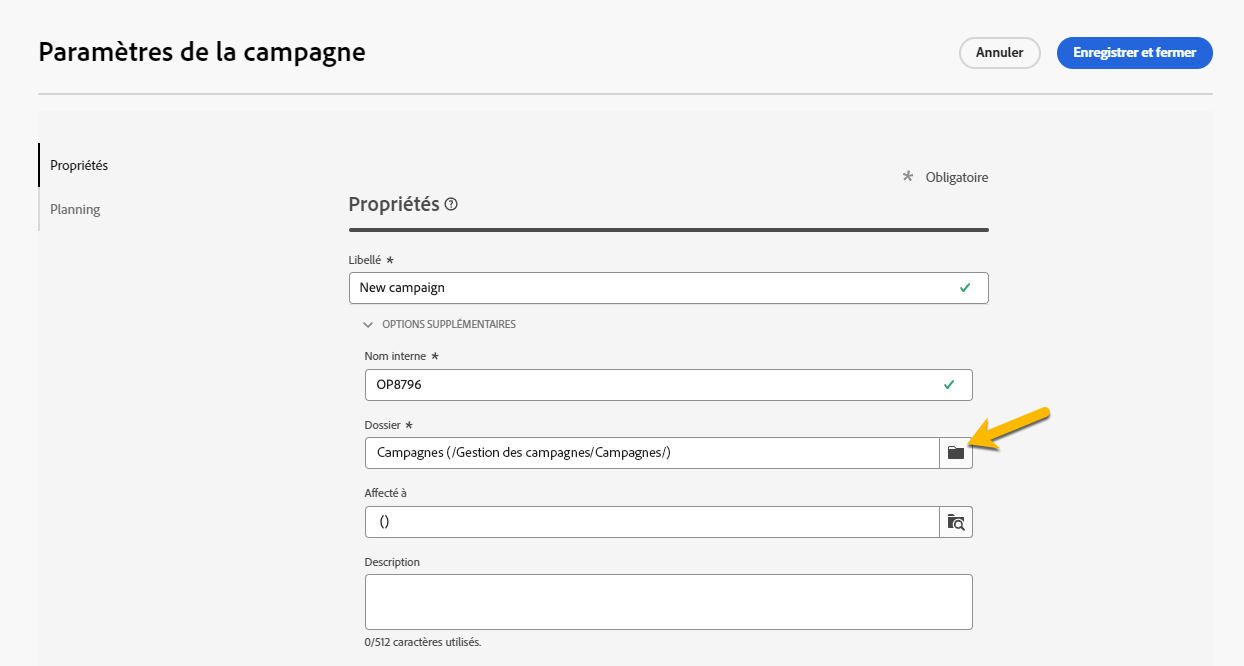 Paramètres de la campagne
Annuler
Enregistrer et fermer
Propriétés
Planning
* Obligatoire
Propriétés
Libellé *
New campaign
OPTIONS SUPPLÉMENTAIRES
Nom interne *
OP8796
Dossier *
Campagnes (/Gestion des campagnes/Campagnes/)
Affecté à
()
Description
0/512 caractères utilisés.